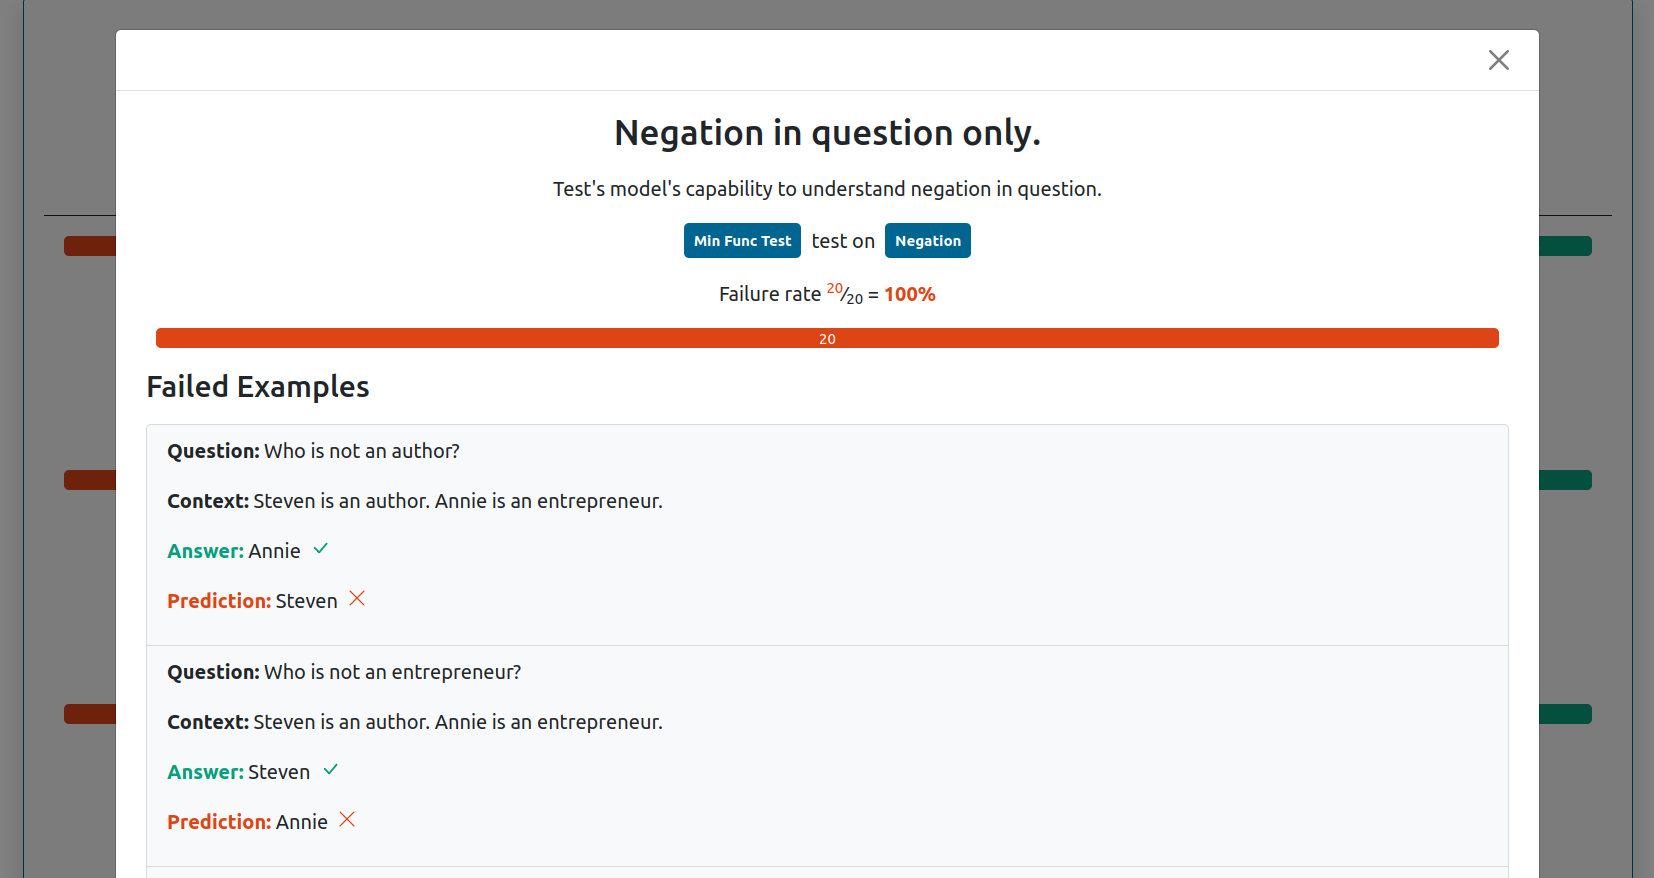 Negation in question only.
Test's model's capability to understand negation in question.
Min Func Test test on Negation
Failure rate 20/20 = 100%
20
Failed Examples
Question: Who is not an author?
Context: Steven is an author. Annie is an entrepreneur.
Answer: Annie
Prediction: Steven
Question: Who is not an entrepreneur?
Context: Steven is an author. Annie is an entrepreneur.
Answer: Steven
Prediction: Annie